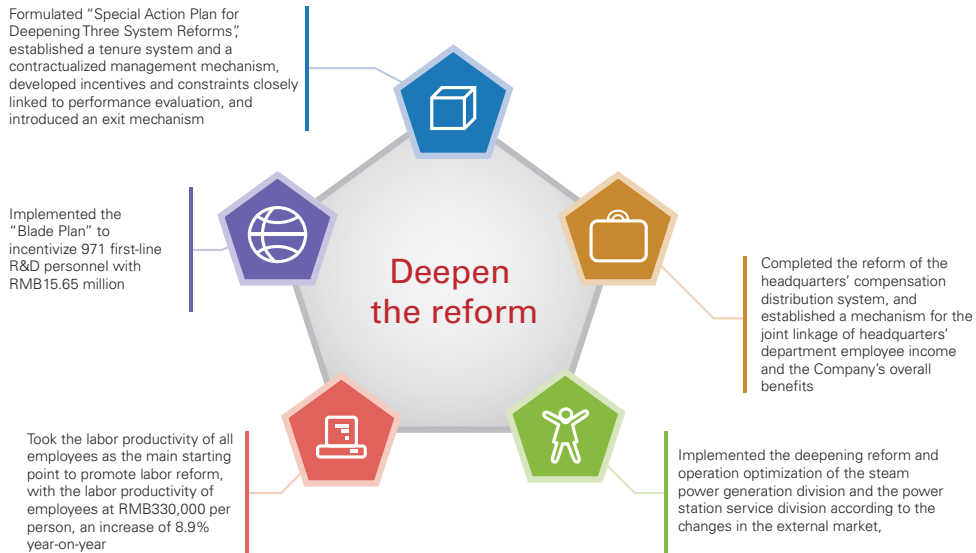 Formulated “Special Action Plan for
Deepening Three System Reforms”,
established a tenure system and a
contractualized management mechanism,
developed incentives and constraints closely
linked to performance evaluation, and
introduced an exit mechanism
Implemented the
“Blade Plan” to
incentivize 971 first-line
R&D personnel with
RMB15.65 million
Deepen
the reform
Completed the reform of the
headquarters’ compensation
distribution system, and
established a mechanism for the
joint linkage of headquarters’
department employee income
and the Company’s overall
benefits
Took the labor productivity of all
employees as the main starting
point to promote labor reform,
with the labor productivity of
employees at RMB330,000 per
person, an increase of 8.9%
year-on-year
Implemented the deepening reform and
operation optimization of the steam
power generation division and the power
station service division according to the
changes in the external market,